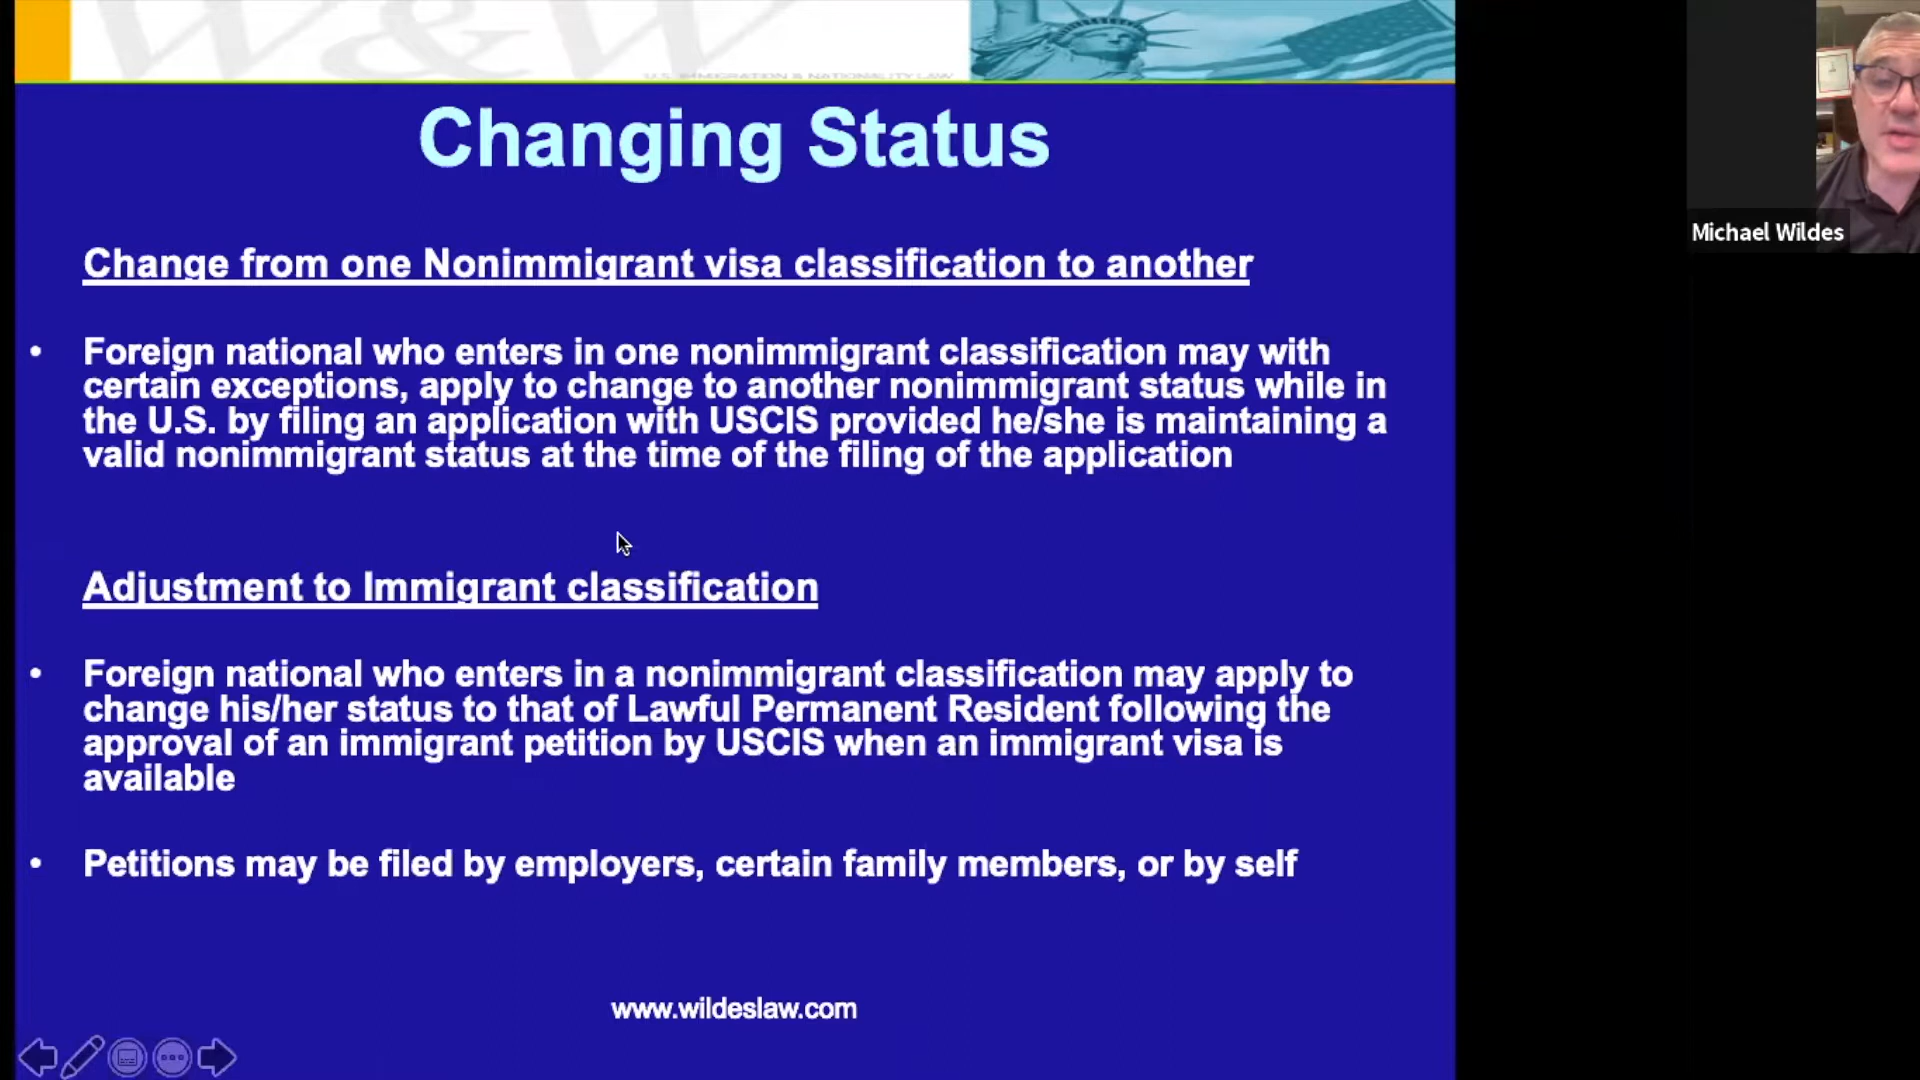 W&W
U.S. IMMIGRATION & NATIONALITY LAW
Changing Status
Michael Wildes
Change from one Nonimmigrant visa classification to another
• Foreign national who enters in one nonimmigrant classification may with
certain exceptions, apply to change to another nonimmigrant status while in
the U.S. by filing an application with USCIS provided he/she is maintaining a
valid nonimmigrant status at the time of the filing of the application
Adjustment to Immigrant classification
• Foreign national who enters in a nonimmigrant classification may apply to
change his/her status to that of Lawful Permanent Resident following the
approval of an immigrant petition by USCIS when an immigrant visa is
available
• Petitions may be filed by employers, certain family members, or by self
www.wildeslaw.com